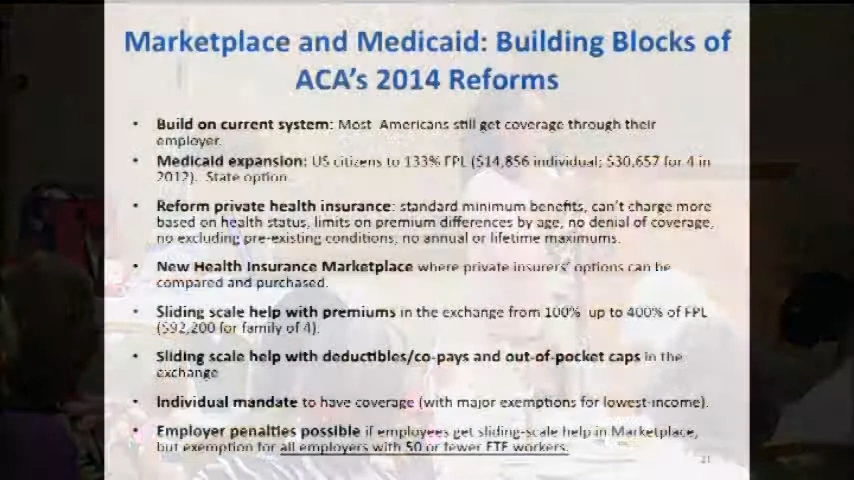 Marketplace and Medicaid: Building Blocks of
ACA's 2014 Reforms
• Build on current system: Most Americans still get coverage through their
employer.
• Medicaid expansion: US citizens to 133% FPL ($14,856 individual; $30,657 for 4 in
2012). State option
• Reform private health insurance: standard minimum benefits, can't charge more
based on health status, limits on premium differences by age, no denial of coverage,
no excluding pre-existing conditions, no annual or lifetime maximums.
• New Health Insurance Marketplace where private insurers' options can be
compared and purchased.
• Sliding scale help with premiums in the exchange from 100% up to 400% of FPL
($92,200 for family of 4).
• Sliding scale help with deductibles/co-pays and out-of-pocket caps in the
exchange
• Individual mandate to have coverage (with major exemptions for lowest-income).
• Employer penalties possible if employees get sliding-scale help in Marketplace,
but exemption for all employers with 50 or fewer FTE workers.
21